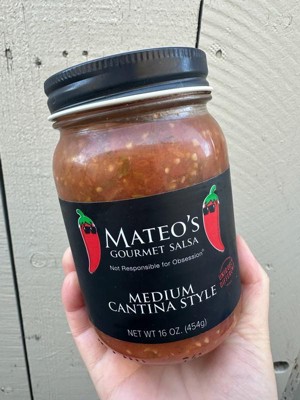 MATEO'S
GOURMET SALSA
Not Responsible for Obsession
MEDIUM
CANTINA STYLE
NET WT 16 OZ. (454g)